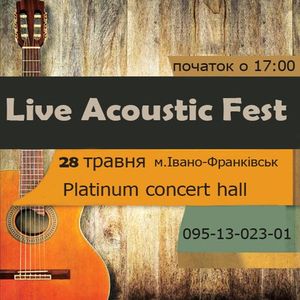 початок о 17:00
Live Acoustic Fest
28 травня м.Івано-Франківськ
Platinum concert hall
095-13-023-01